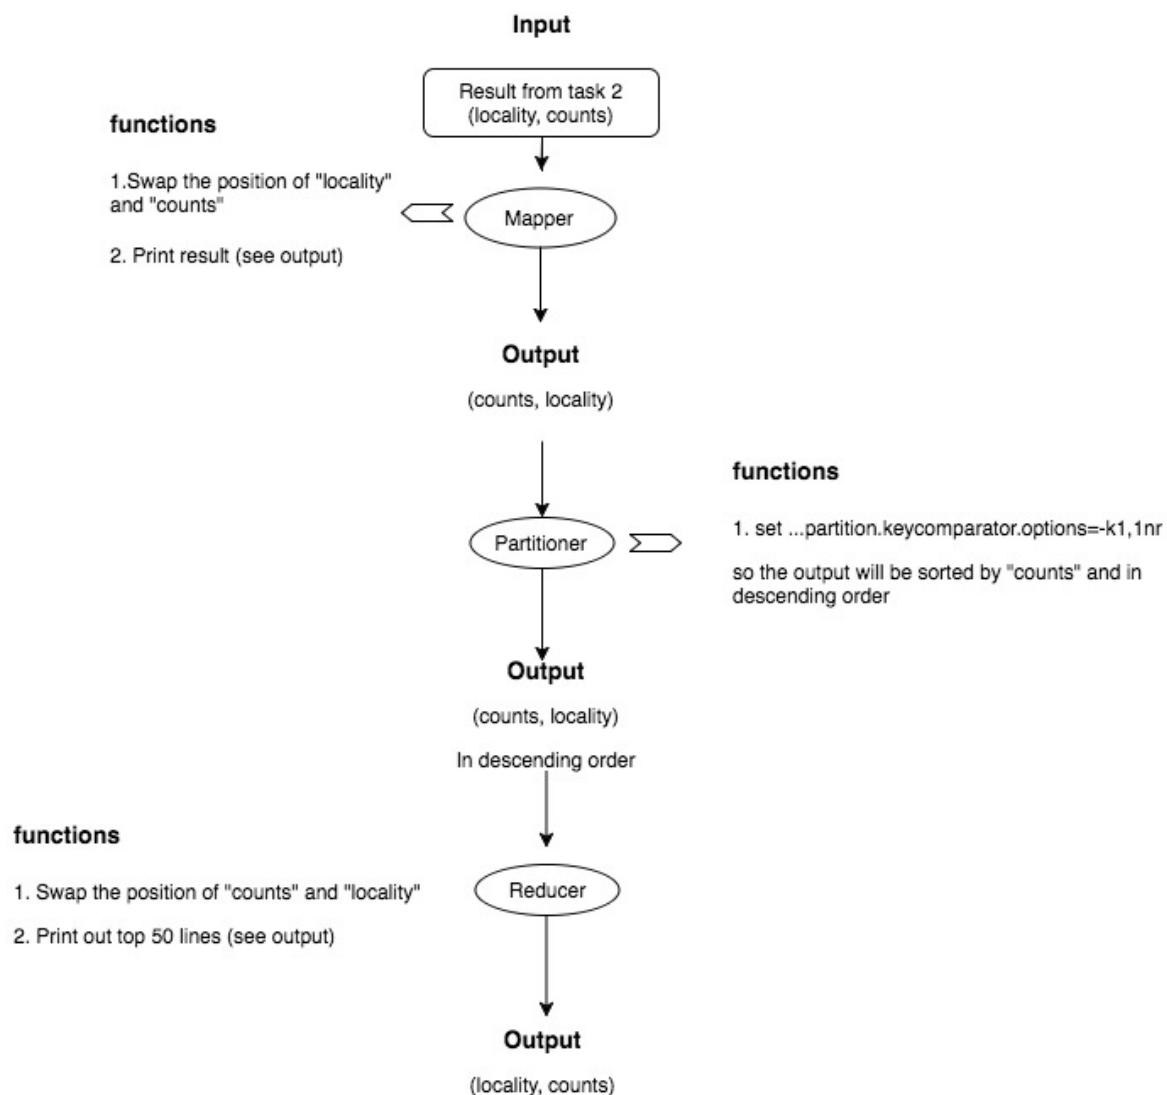 Input
Result from task 2
(locality, counts)
functions
1.Swap the position of "locality"
and "counts"
2. Print result (see output)
Mapper
Output
(counts, locality)
functions
1. set ...partition.keycomparator.options=-k1,1nr
so the output will be sorted by "counts" and in
descending order
Partitioner
Output
(counts, locality)
In descending order
functions
1. Swap the position of "counts" and "locality"
2. Print out top 50 lines (see output)
Reducer
Output
(locality, counts)